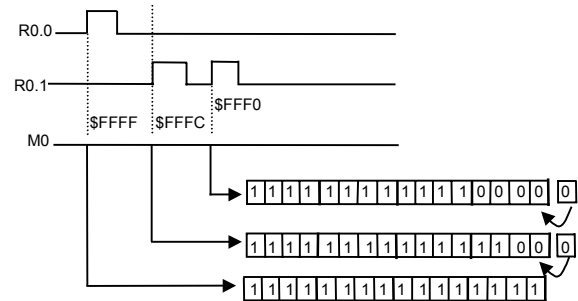 R0.0
R0.1
$FFF0
$FFFF $FFFC
M0
1 1 1 1 1 1 1 1 1 1 1 1 0 0 0 0 0
1 1 1 1 1 1 1 1 1 1 1 1 1 1 0 0 0
1 1 1 1 1 1 1 1 1 1 1 1 1 1 1 1